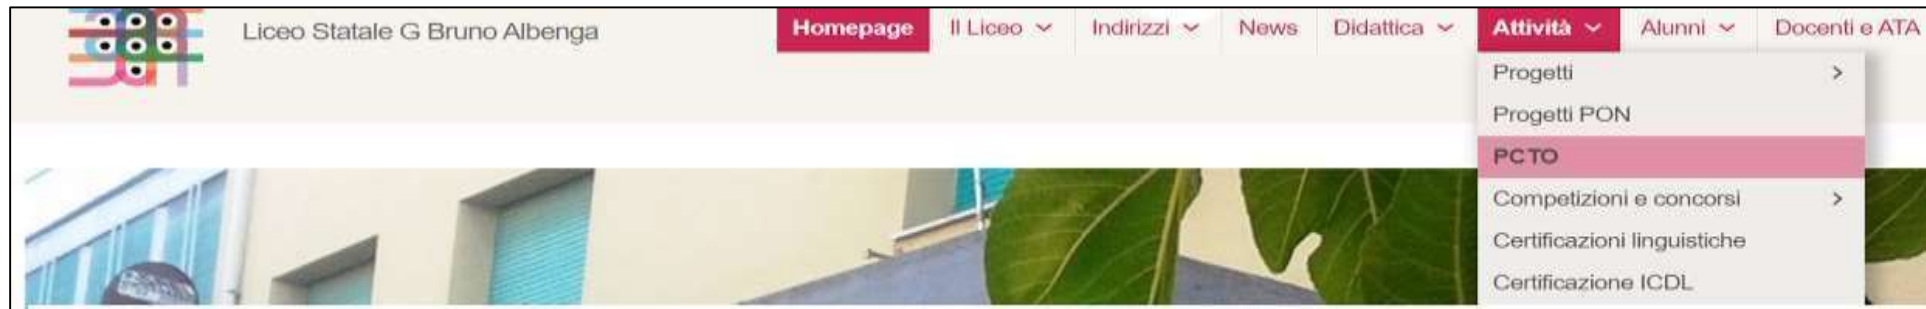 Liceo Statale G Bruno Albenga
Homepage Il Liceo Indirizzi News Didattica Attività Alunni Docenti e ATA
Progetti
Progetti PON
PCTO
Competizioni e concorsi
Certificazioni linguistiche
Certificazione ICDL